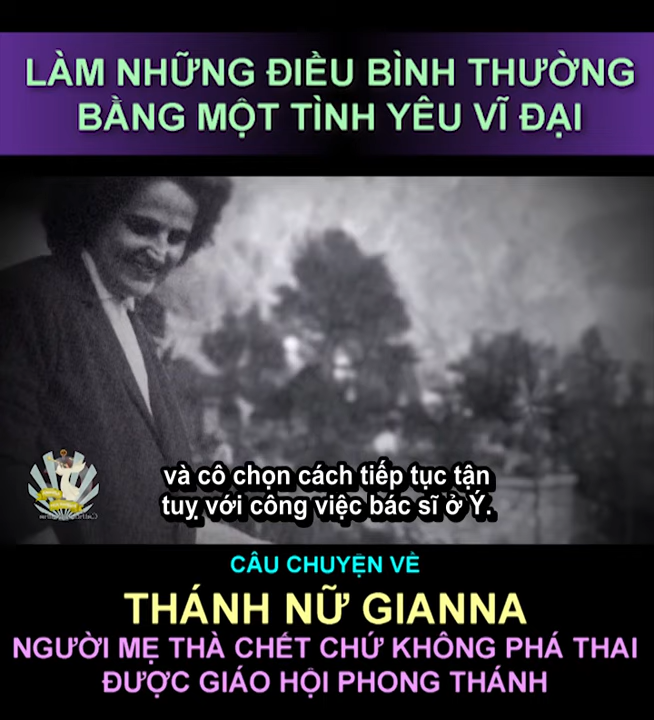 LÀM NHỮNG ĐIỀU BÌNH THƯỜNG
BẰNG MỘT TÌNH YÊU VĨ ĐẠI
và cô chọn cách tiếp tục tận
tuỵ với công việc bác sĩ ở Ý.
CÂU CHUYỆN VỀ
THÁNH NỮ GIANNA
NGƯỜI MẸ THÀ CHẾT CHỨ KHÔNG PHÁ THAI
ĐƯỢC GIÁO HỘI PHONG THÁNH